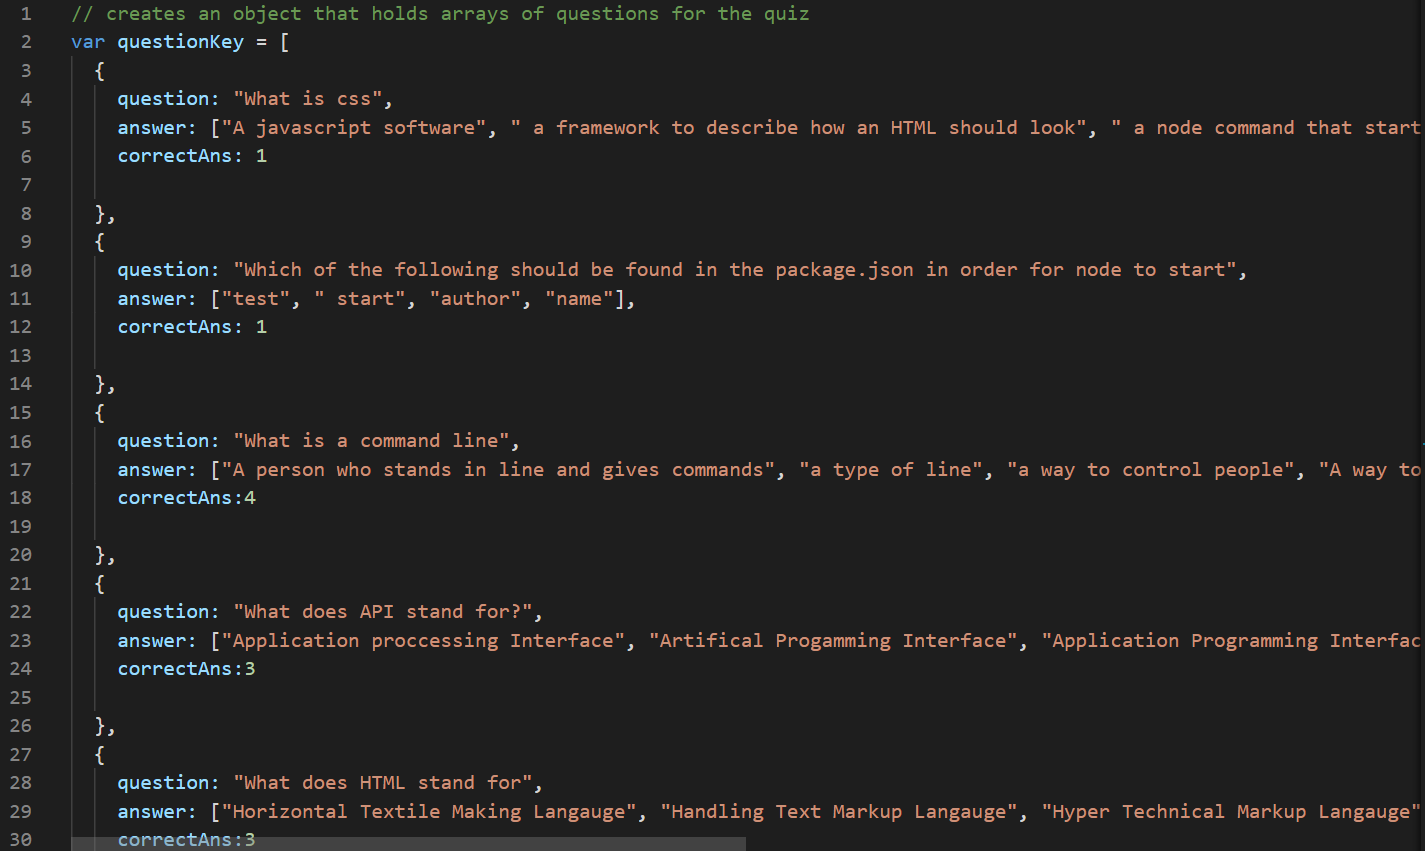 1 // creates an object that holds arrays of questions for the quiz
2 var questionKey = [
3 {
4 question: "What is css",
5 answer: ["A javascript software", " a framework to describe how an HTML should look", " a node command that start
6 correctAns: 1
7
8 },
9 {
10 question: "Which of the following should be found in the package.json in order for node to start",
11 answer: ["test", " start", "author", "name"],
12 correctAns: 1
13
14 },
15 {
16 question: "What is a command line",
17 answer: ["A person who stands in line and gives commands", "a type of line", "a way to control people", "A way to
18 correctAns:4
19
20 },
21 {
22 question: "What does API stand for?",
23 answer: ["Application proccessing Interface", "Artifical Progamming Interface", "Application Programming Interfac
24 correctAns:3
25
26 },
27 {
28 question: "What does HTML stand for",
29 answer: ["Horizontal Textile Making Langauge", "Handling Text Markup Langauge", "Hyper Technical Markup Langauge"
30 correctAns:3